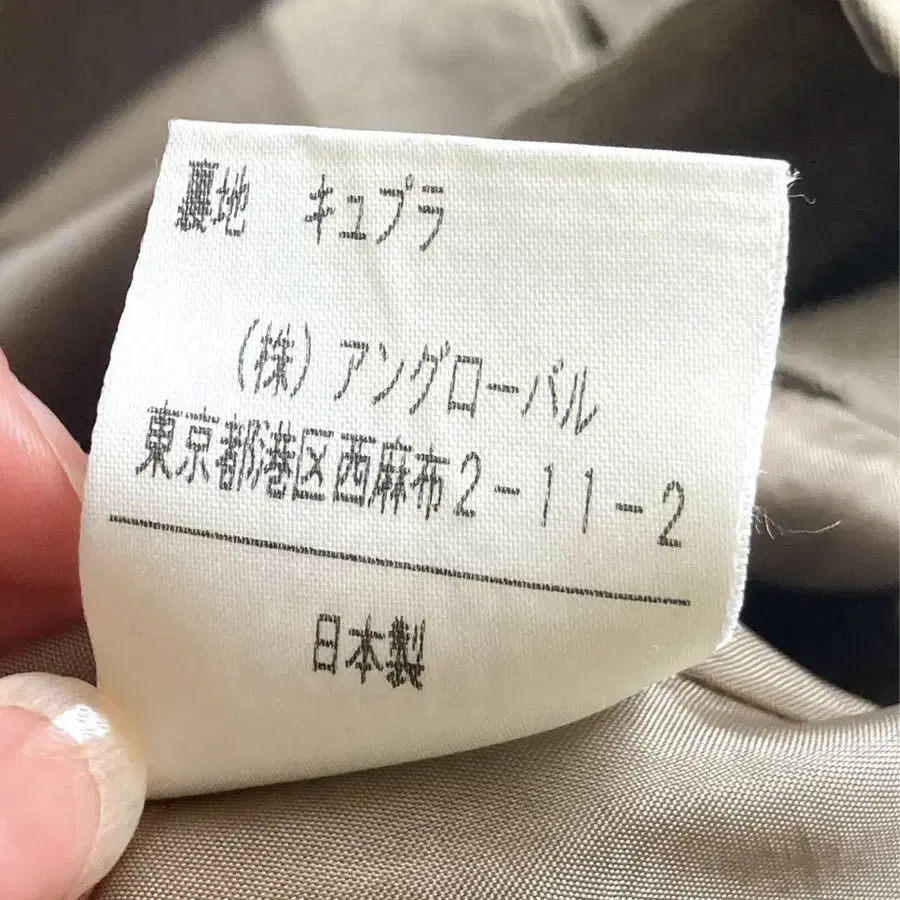 裏地 キュプラ
(株)アングローバル
東京都港区西麻布2-11-2
日本製